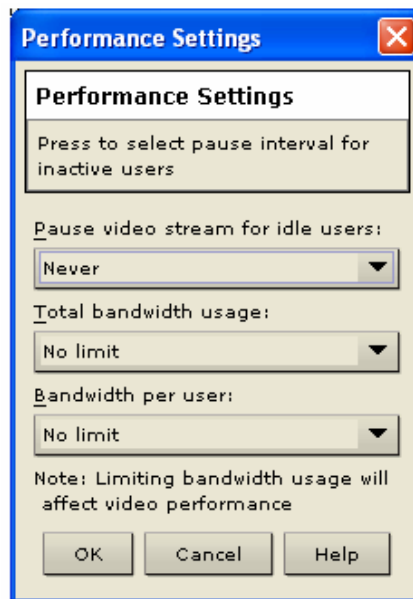 Performance Settings
Performance Settings
Press to select pause interval for
inactive users
Pause video stream for idle users:
Never
Total bandwidth usage:
No limit
Bandwidth per user:
No limit
Note: Limiting bandwidth usage will
affect video performance
OK Cancel Help